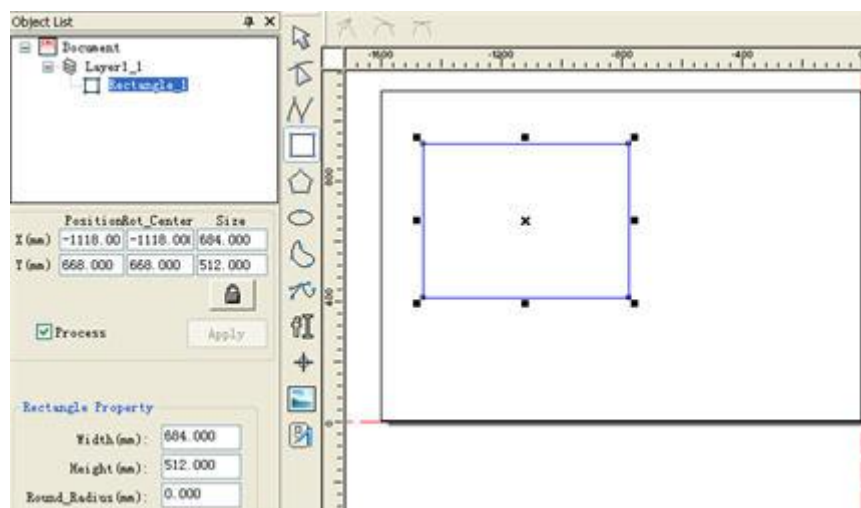 Object List
Document
Layer1_1
Rectangle_1
Position Rot_Center Size
X(mm) -1118.00 -1118.00( 684.000
Y(mm) 668.000 668.000 512.000
Process Apply
Rectangle Property
Width(mm): 684.000
Height(mm): 512.000
Round_Radius(mm): 0.000
-1600 -1200 -800 -400
800
400
0